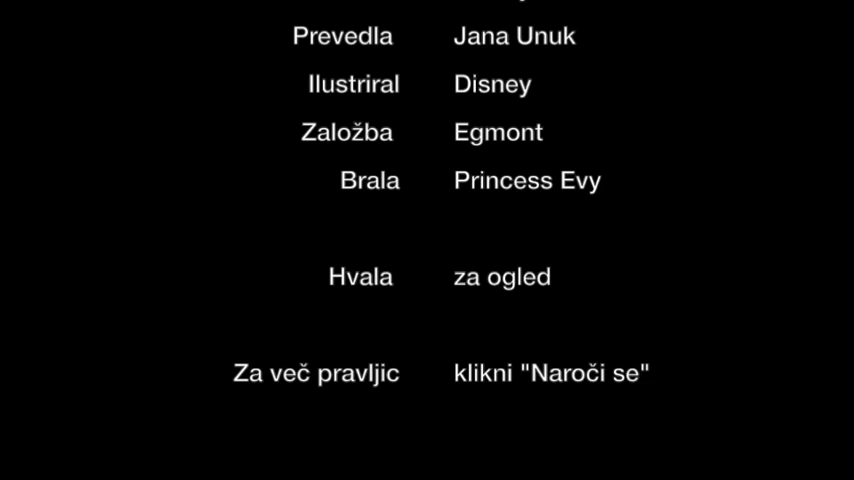 Prevedla Jana Unuk
Ilustriral Disney
Založba Egmont
Brala Princess Evy
Hvala za ogled
Za več pravljic klikni "Naroči se"